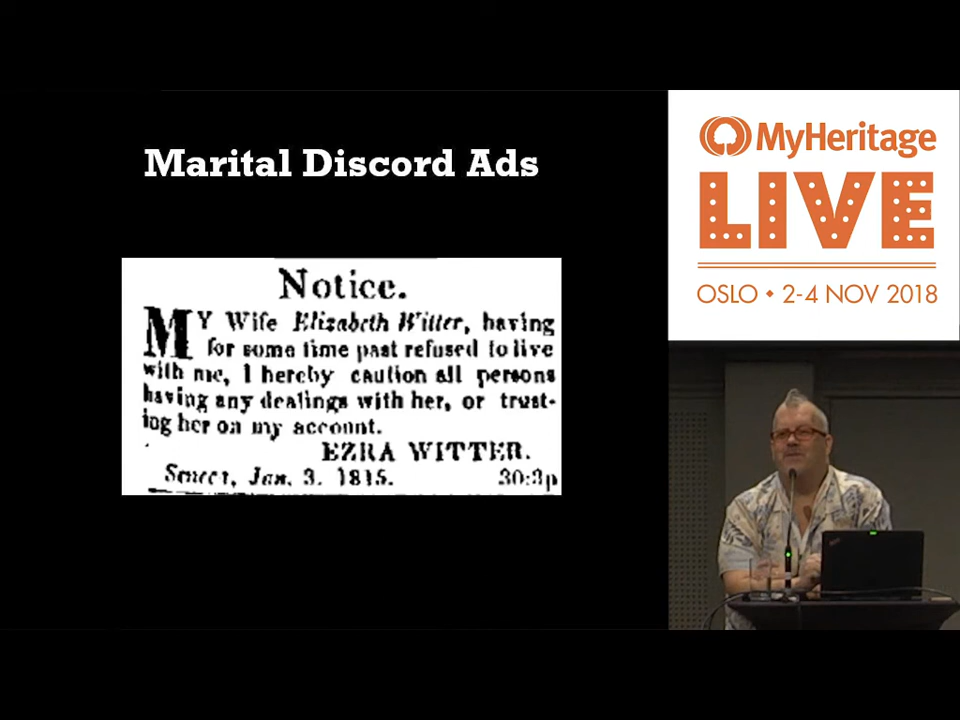 Marital Discord Ads
Notice.
MY Wife Elizabeth Witter, having
for some time past refused to live
with me, I hereby caution all persons
having any dealings with her, or trust-
ing her on my account.
EZRA WITTER.
Jan. 3. 1815. 30:3p
MyHeritage
LIVE
OSLO • 2-4 NOV 2018